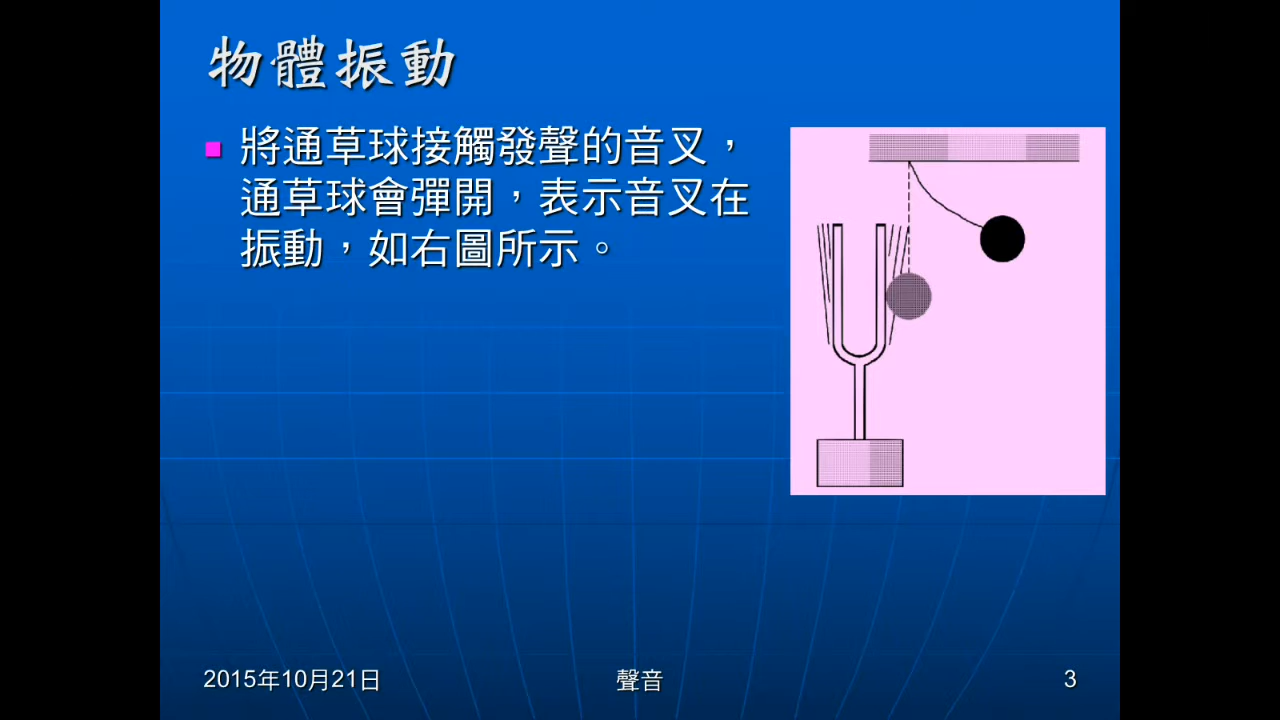 物體振動
將通草球接觸發聲的音叉，
通草球會彈開，表示音叉在
振動，如右圖所示。
2015年10月21日
聲音
3